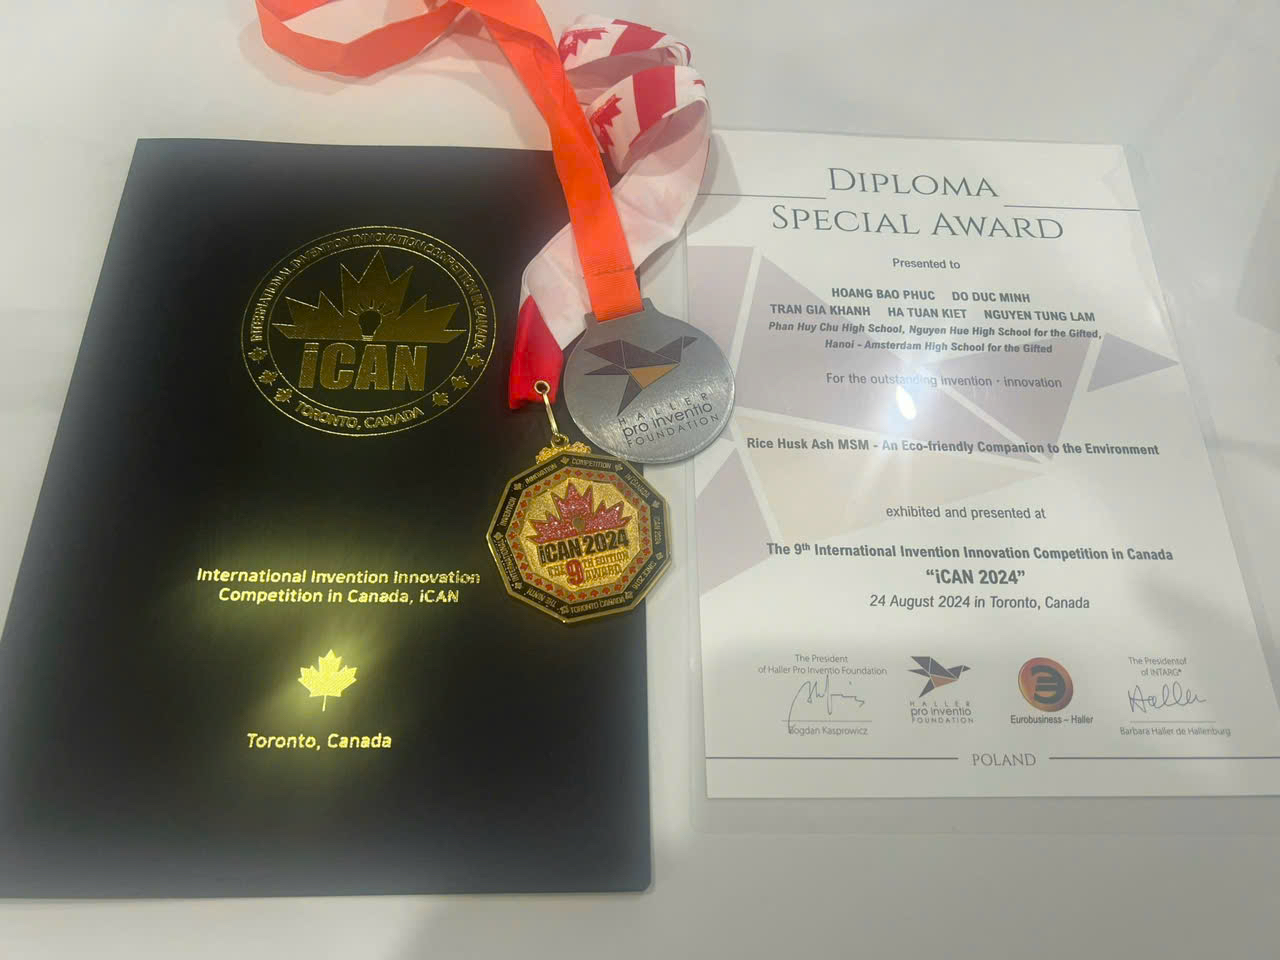 INTERNATIONAL INVENTION INNOVATION COMPETITION IN CANADA
iCAN
TORONTO, CANADA
International Invention Innovation
Competition in Canada, iCAN
Toronto, Canada
HALLER
pro inventio
FOUNDATION
INNOVATION
COMPETITION
IN CANADA
INVENTION
INTERNATIONAL
THE NINTH
TORONTO CANADA
iCAN 2024
THE 9TH EDITION
AWARD
DIPLOMA
SPECIAL AWARD
Presented to
HOANG BAO PHUC DO DUC MINH
TRAN GIA KHANH HA TUAN KIET NGUYEN TUNG LAM
Phan Huy Chu High School, Nguyen Hue High School for the Gifted,
Hanoi - Amsterdam High School for the Gifted
For the outstanding invention · innovation
Rice Husk Ash MSM - An Eco-friendly Companion to the Environment
exhibited and presented at
The 9th International Invention Innovation Competition in Canada
“iCAN 2024”
24 August 2024 in Toronto, Canada
The President
of Haller Pro Inventio Foundation
Bogdan Kasprowicz
HALLER
pro inventio
FOUNDATION
Eurobusiness – Haller
The Presidentof
of INTARG®
Barbara Haller de Hallenburg
POLAND